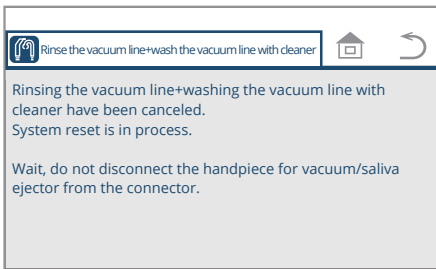 Rinse the vacuum line+wash the vacuum line with cleaner
Rinsing the vacuum line+washing the vacuum line with
cleaner have been canceled.
System reset is in process.
Wait, do not disconnect the handpiece for vacuum/saliva
ejector from the connector.